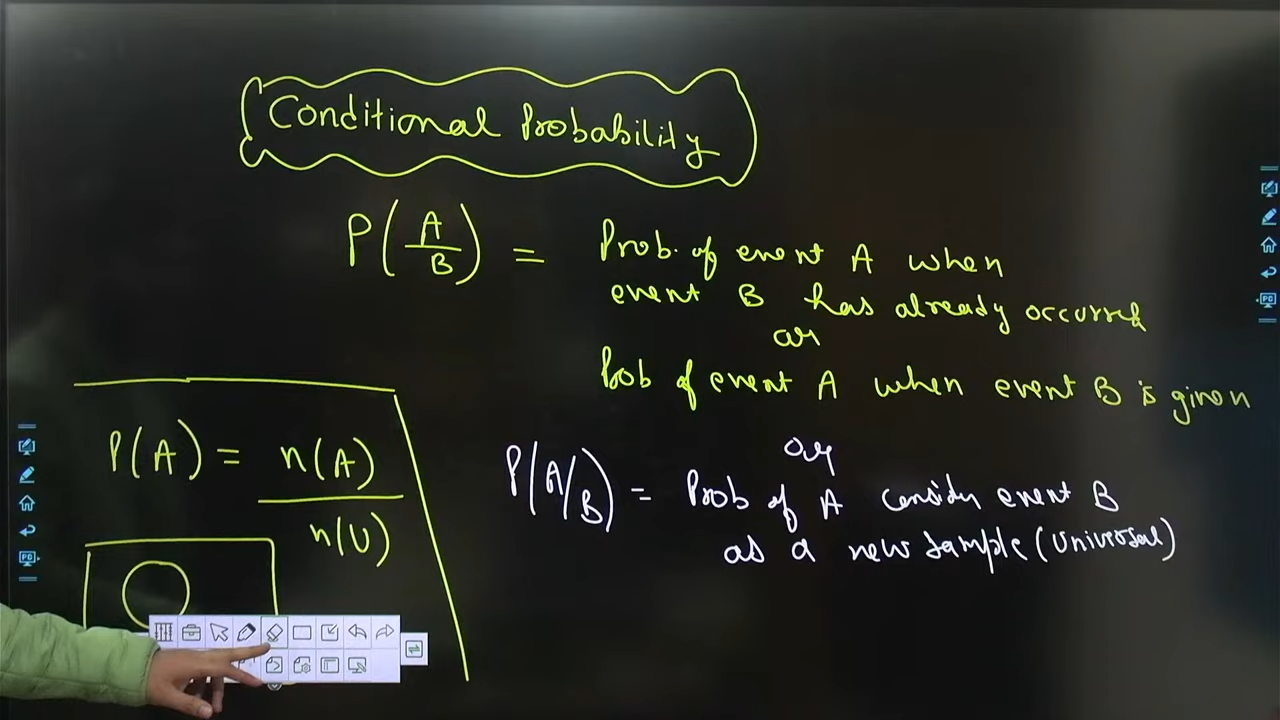 Conditional Probability
P(A/B) = Prob. of event A when
event B has already occurred
or
Prob of event A when event B is given
or
P(A/B) = Prob of A consider event B
as a new sample (Universal)
P(A) = n(A)
n(U)